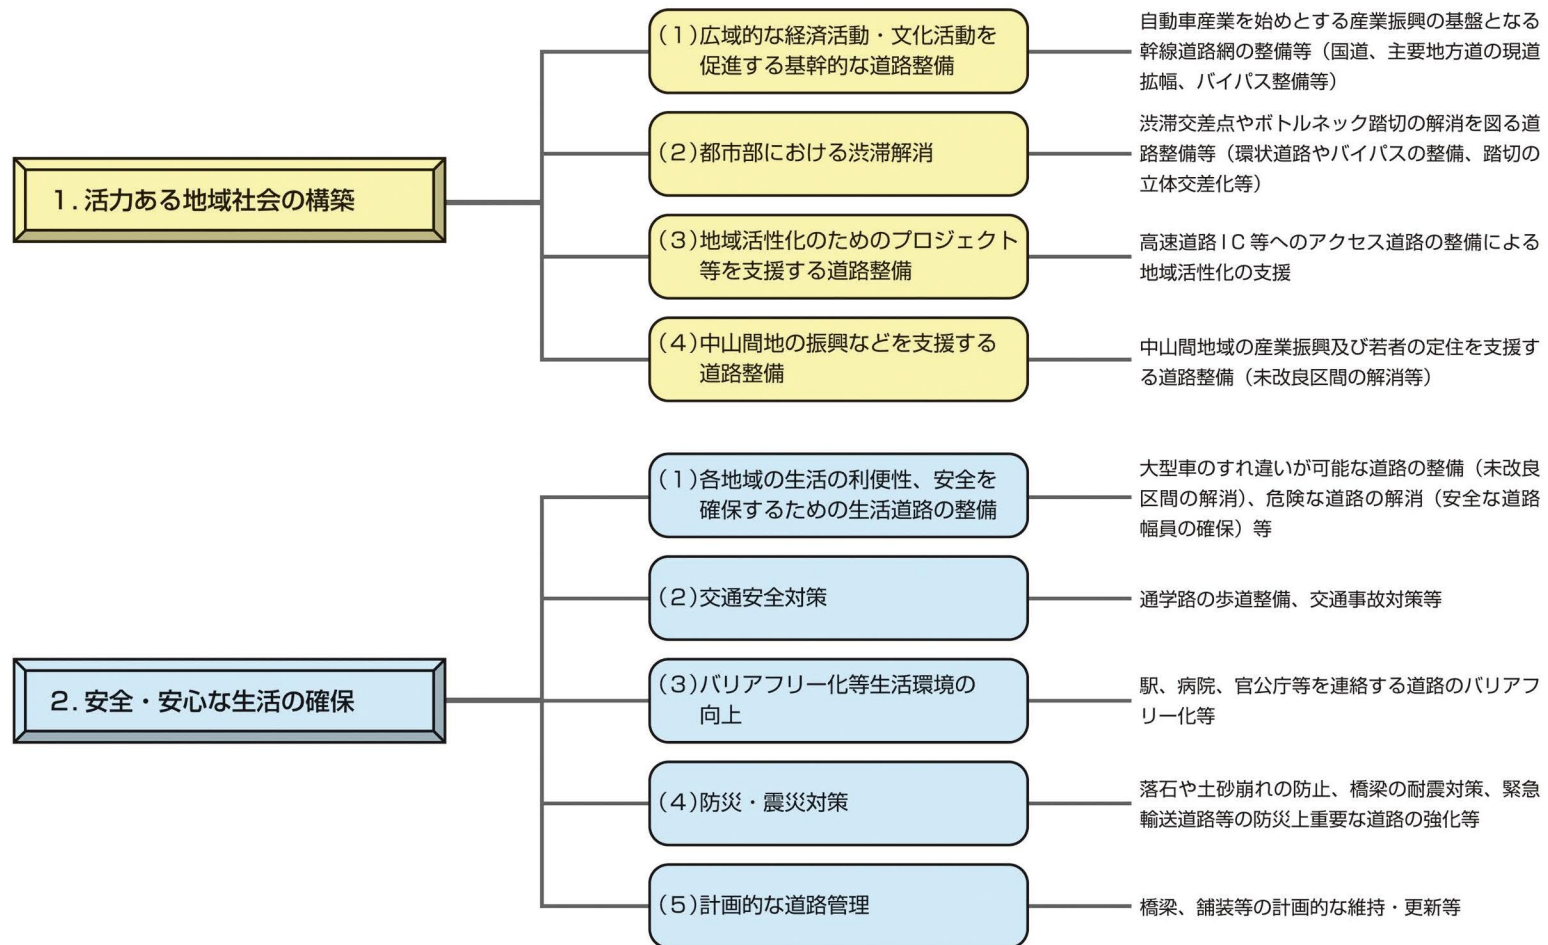 1. 活力ある地域社会の構築
(1)広域的な経済活動・文化活動を
促進する基幹的な道路整備
自動車産業を始めとする産業振興の基盤となる
幹線道路網の整備等（国道、主要地方道の現道
拡幅、バイパス整備等）
(2)都市部における渋滞解消
渋滞交差点やボトルネック踏切の解消を図る道
路整備等（環状道路やバイパスの整備、踏切の
立体交差化等）
(3)地域活性化のためのプロジェクト
等を支援する道路整備
高速道路IC等へのアクセス道路の整備による
地域活性化の支援
(4)中山間地の振興などを支援する
道路整備
中山間地域の産業振興及び若者の定住を支援す
る道路整備（未改良区間の解消等）
2. 安全・安心な生活の確保
(1)各地域の生活の利便性、安全を
確保するための生活道路の整備
大型車のすれ違いが可能な道路の整備（未改良
区間の解消）、危険な道路の解消（安全な道路
幅員の確保）等
(2)交通安全対策
通学路の歩道整備、交通事故対策等
(3)バリアフリー化等生活環境の
向上
駅、病院、官公庁等を連絡する道路のバリアフ
リー化等
(4)防災・震災対策
落石や土砂崩れの防止、橋梁の耐震対策、緊急
輸送道路等の防災上重要な道路の強化等
(5)計画的な道路管理
橋梁、舗装等の計画的な維持・更新等